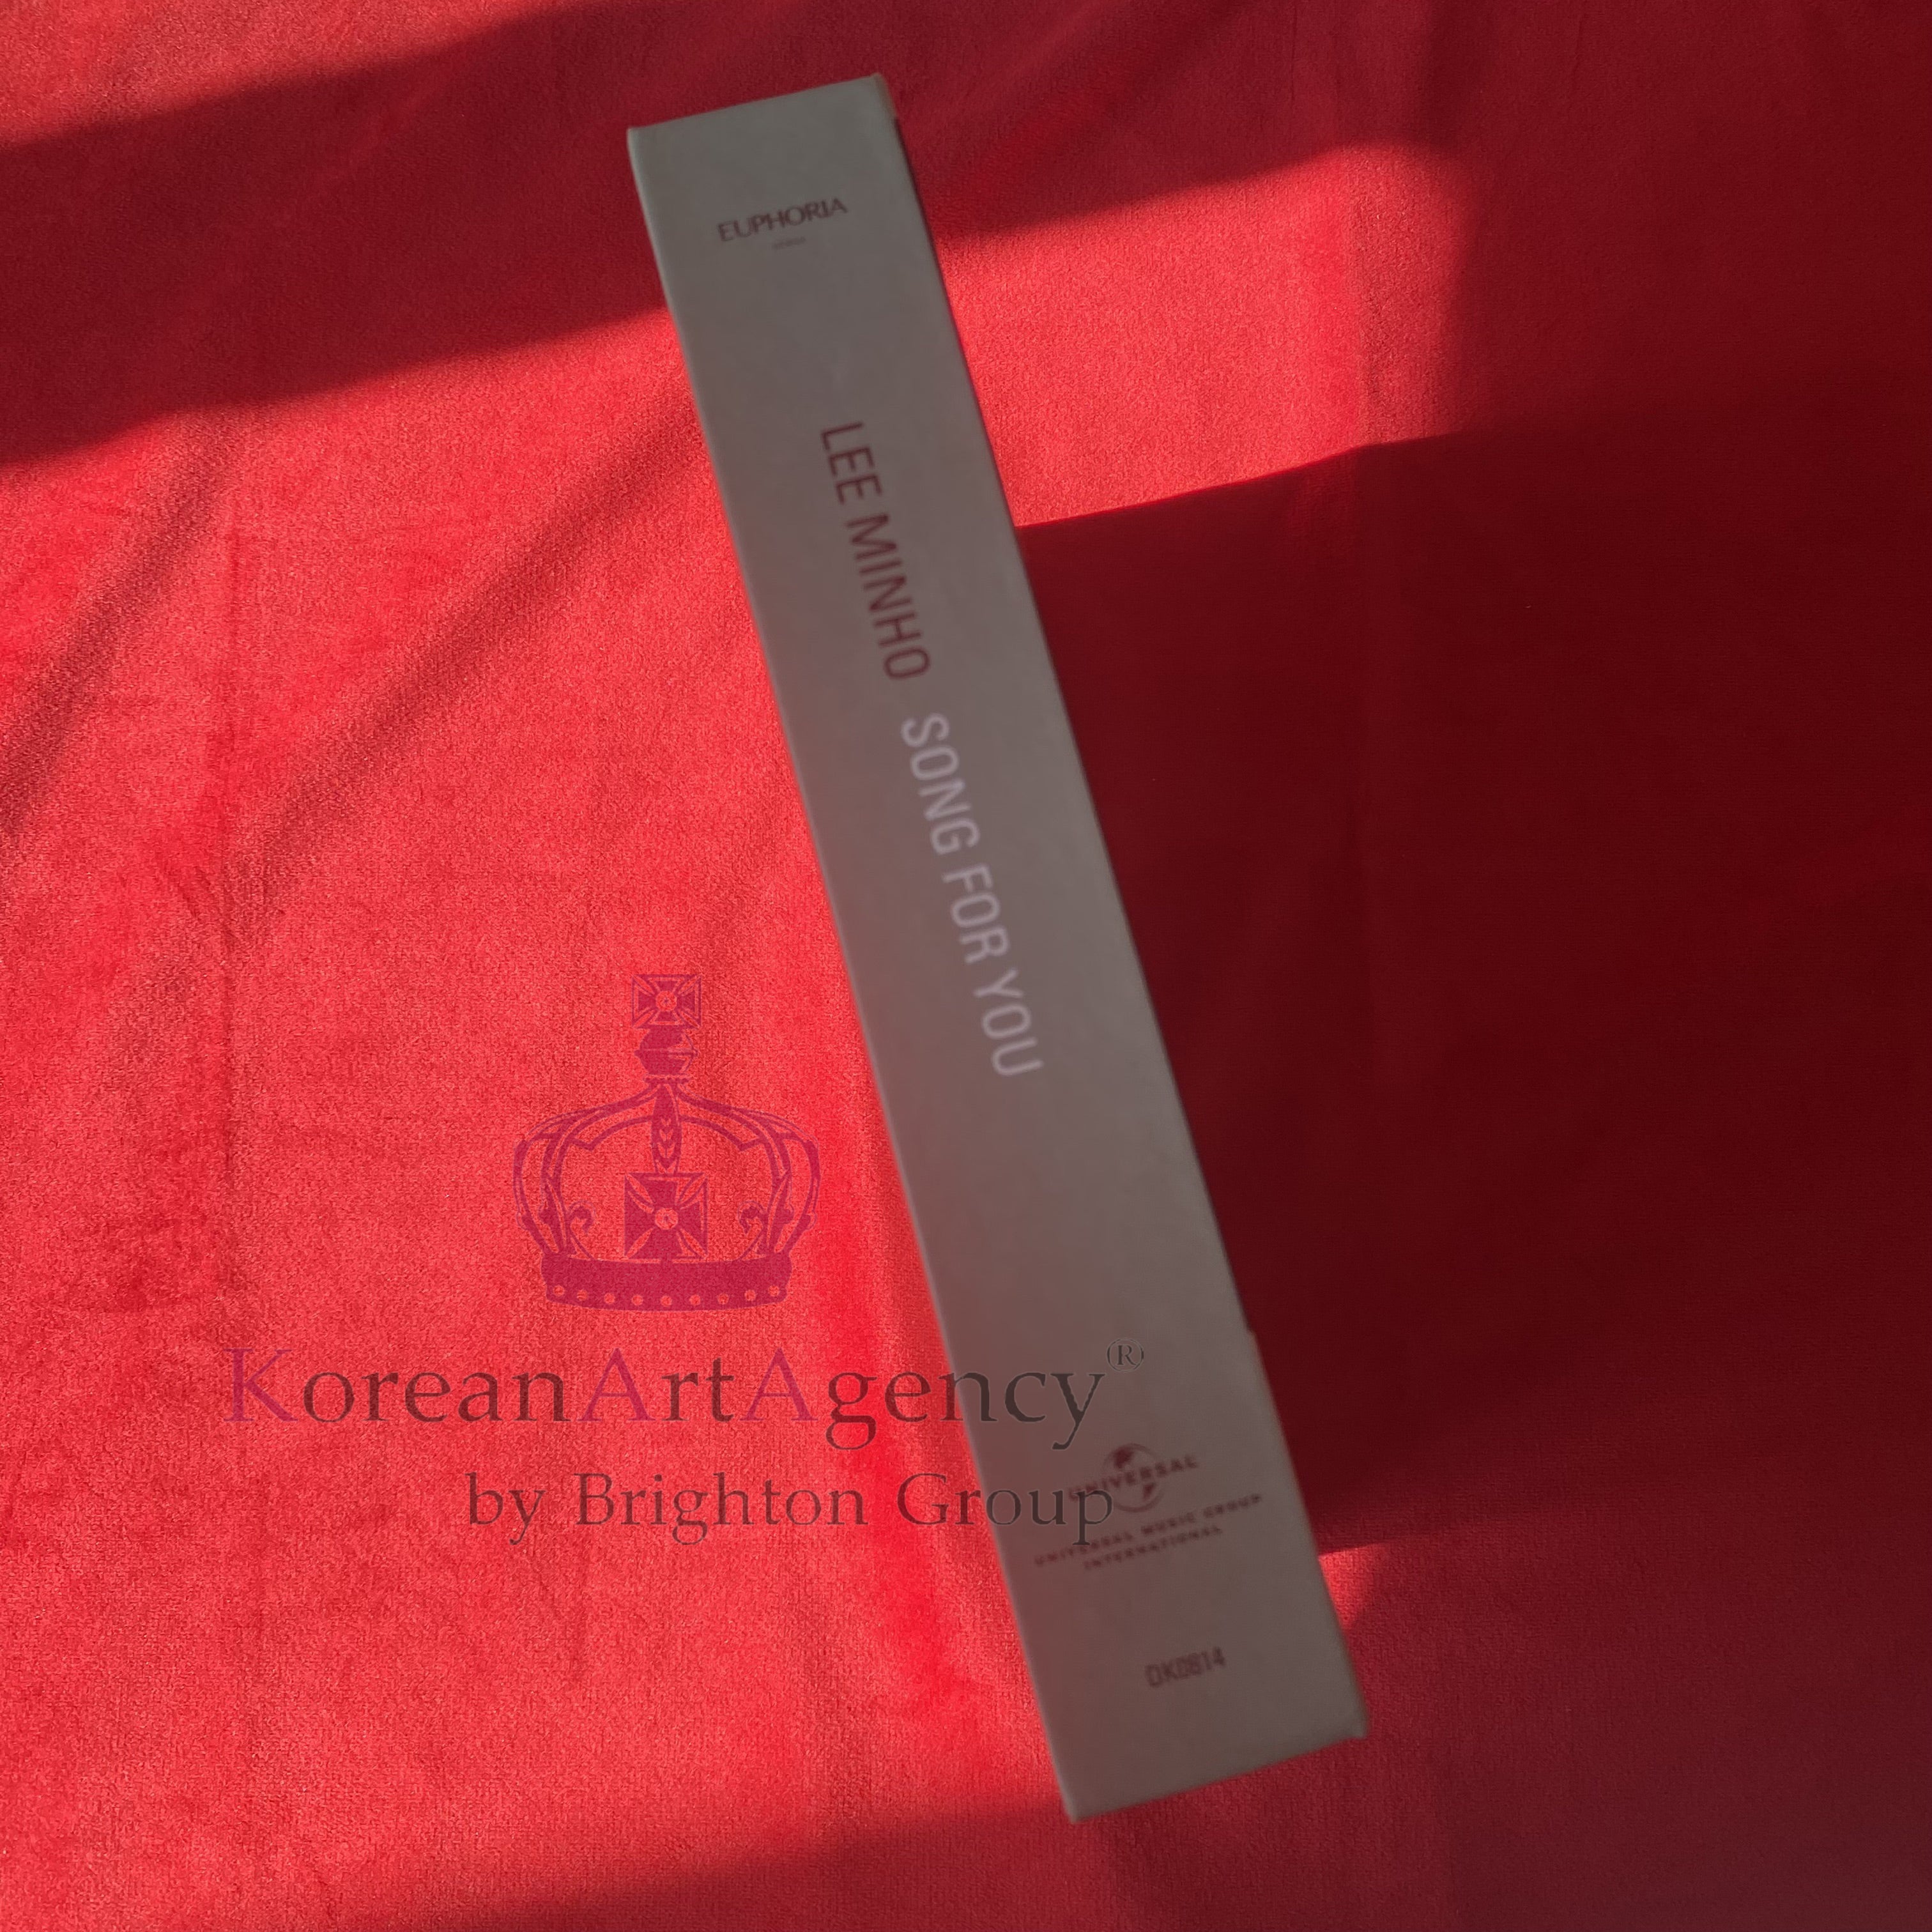 EUPHORIA
LEE MINHO SONG FOR YOU
KoreanArtAgency®
by Brighton Group
UNIVERSAL
UNIVERSAL MUSIC GROUP
INTERNATIONAL
DK0814